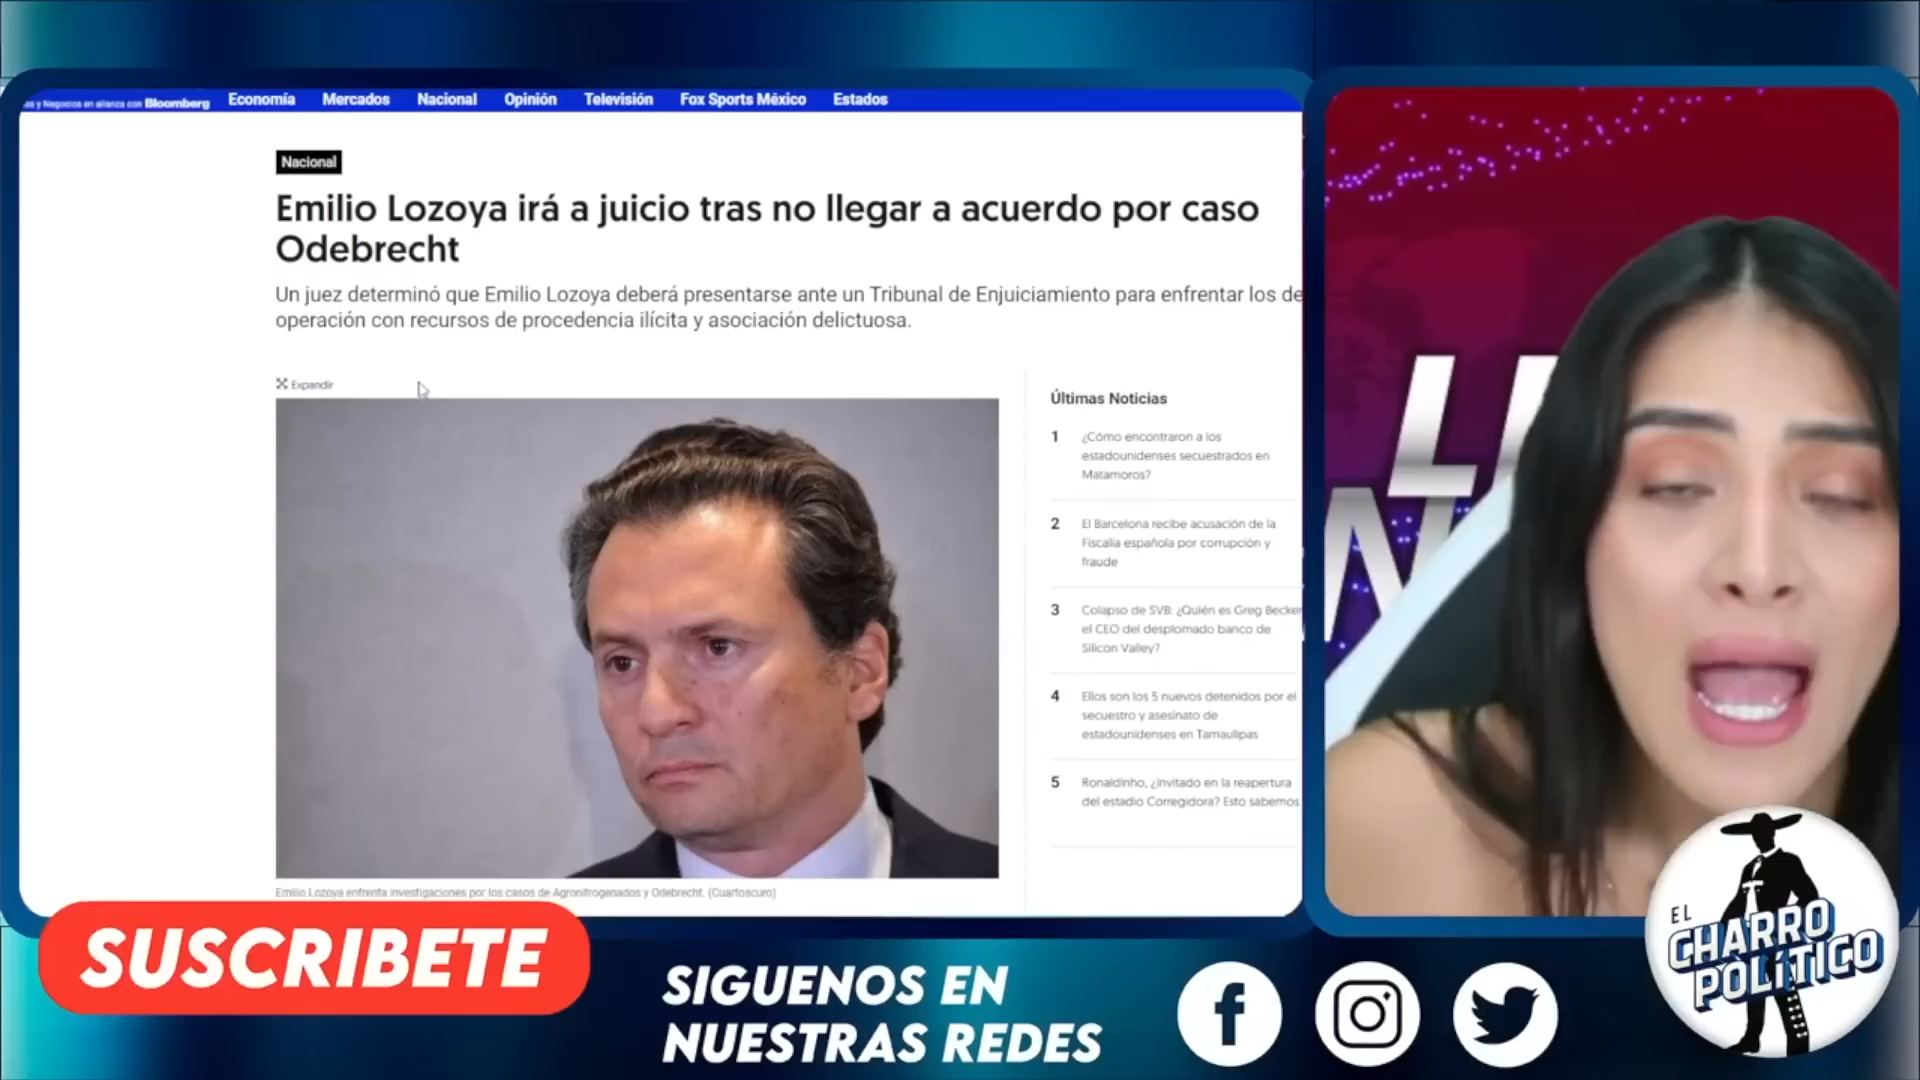 y Negocios en alianza con Bloomberg Economía Mercados Nacional Opinión Televisión Fox Sports México Estados
Nacional
Emilio Lozoya irá a juicio tras no llegar a acuerdo por caso
Odebrecht
Un juez determinó que Emilio Lozoya deberá presentarse ante un Tribunal de Enjuiciamiento para enfrentar los de
operación con recursos de procedencia ilícita y asociación delictuosa.
Expandir
Emilio Lozoya enfrenta investigaciones por los casos de Agronitrogenados y Odebrecht. (Cuartoscuro)
Últimas Noticias
1 ¿Cómo encontraron a los
estadounidenses secuestrados en
Matamoros?
2 El Barcelona recibe acusación de la
Fiscalía española por corrupción y
fraude
3 Colapso de SVB: ¿Quién es Greg Becker
el CEO del desplomado banco de
Silicon Valley?
4 Ellos son los 5 nuevos detenidos por el
secuestro y asesinato de
estadounidenses en Tamaulipas
5 Ronaldinho, ¿invitado en la reapertura
del estadio Corregidora? Esto sabemos
SUSCRIBETE
SIGUENOS EN
NUESTRAS REDES
EL
CHARRO
POLÍTICO